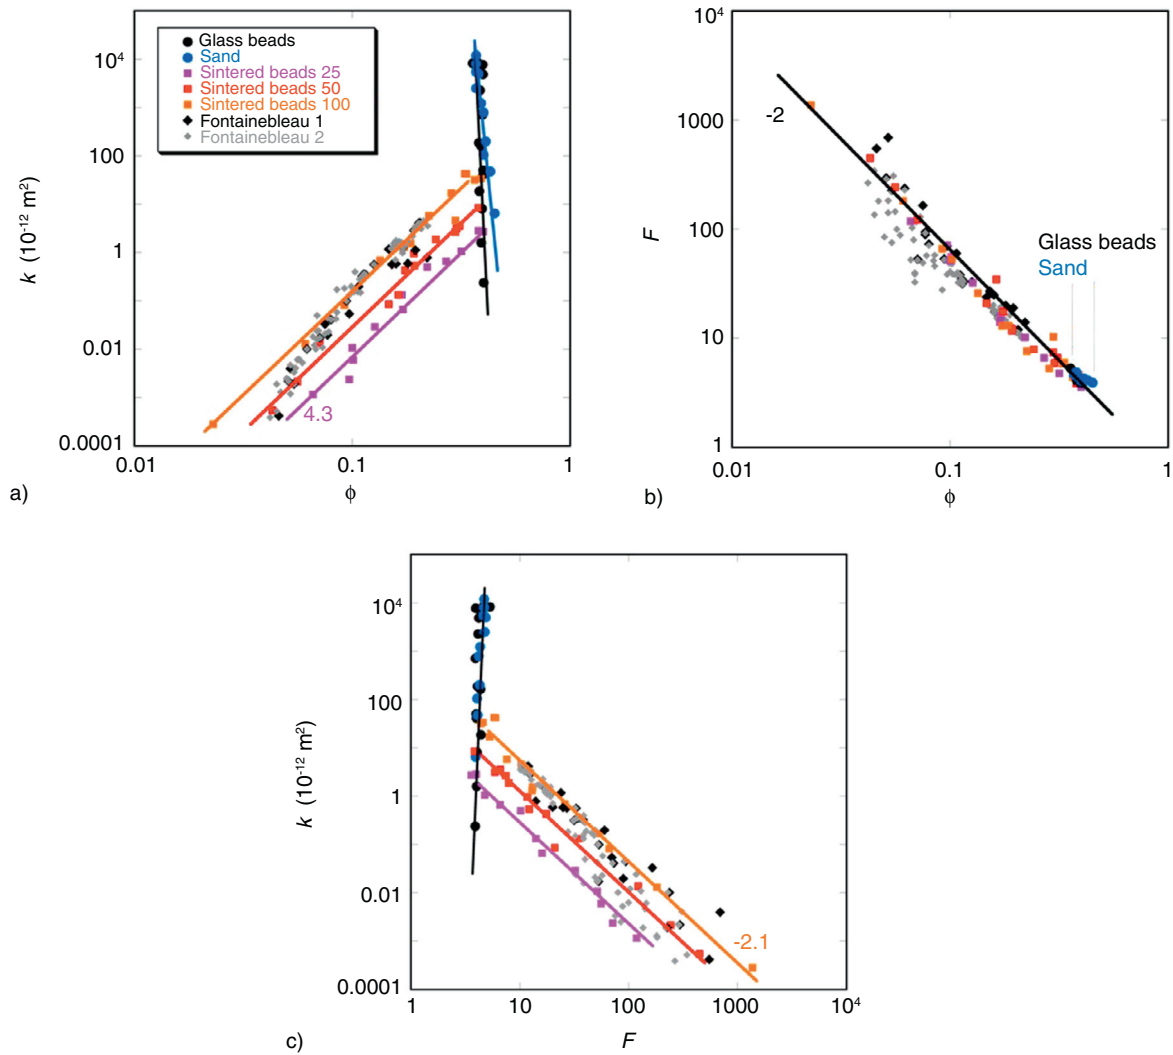 Glass beads
Sand
Sintered beads 25
Sintered beads 50
Sintered beads 100
Fontainebleau 1
Fontainebleau 2
10⁴
100
1
0.01
0.0001
k (10⁻¹² m²)
4.3
0.01
0.1
1
ϕ
a)
10⁴
1000
100
10
1
F
-2
Glass beads
Sand
0.01
0.1
1
ϕ
b)
10⁴
100
1
0.01
0.0001
k (10⁻¹² m²)
-2.1
1
10
100
1000
10⁴
F
c)